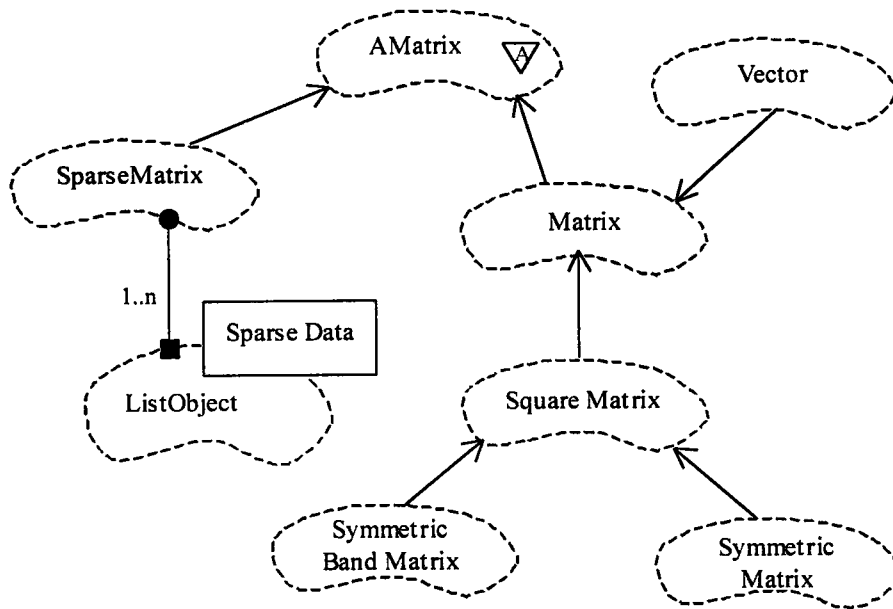 AMatrix
A
Vector
SparseMatrix
Matrix
1..n
Sparse Data
ListObject
Square Matrix
Symmetric
Band Matrix
Symmetric
Matrix